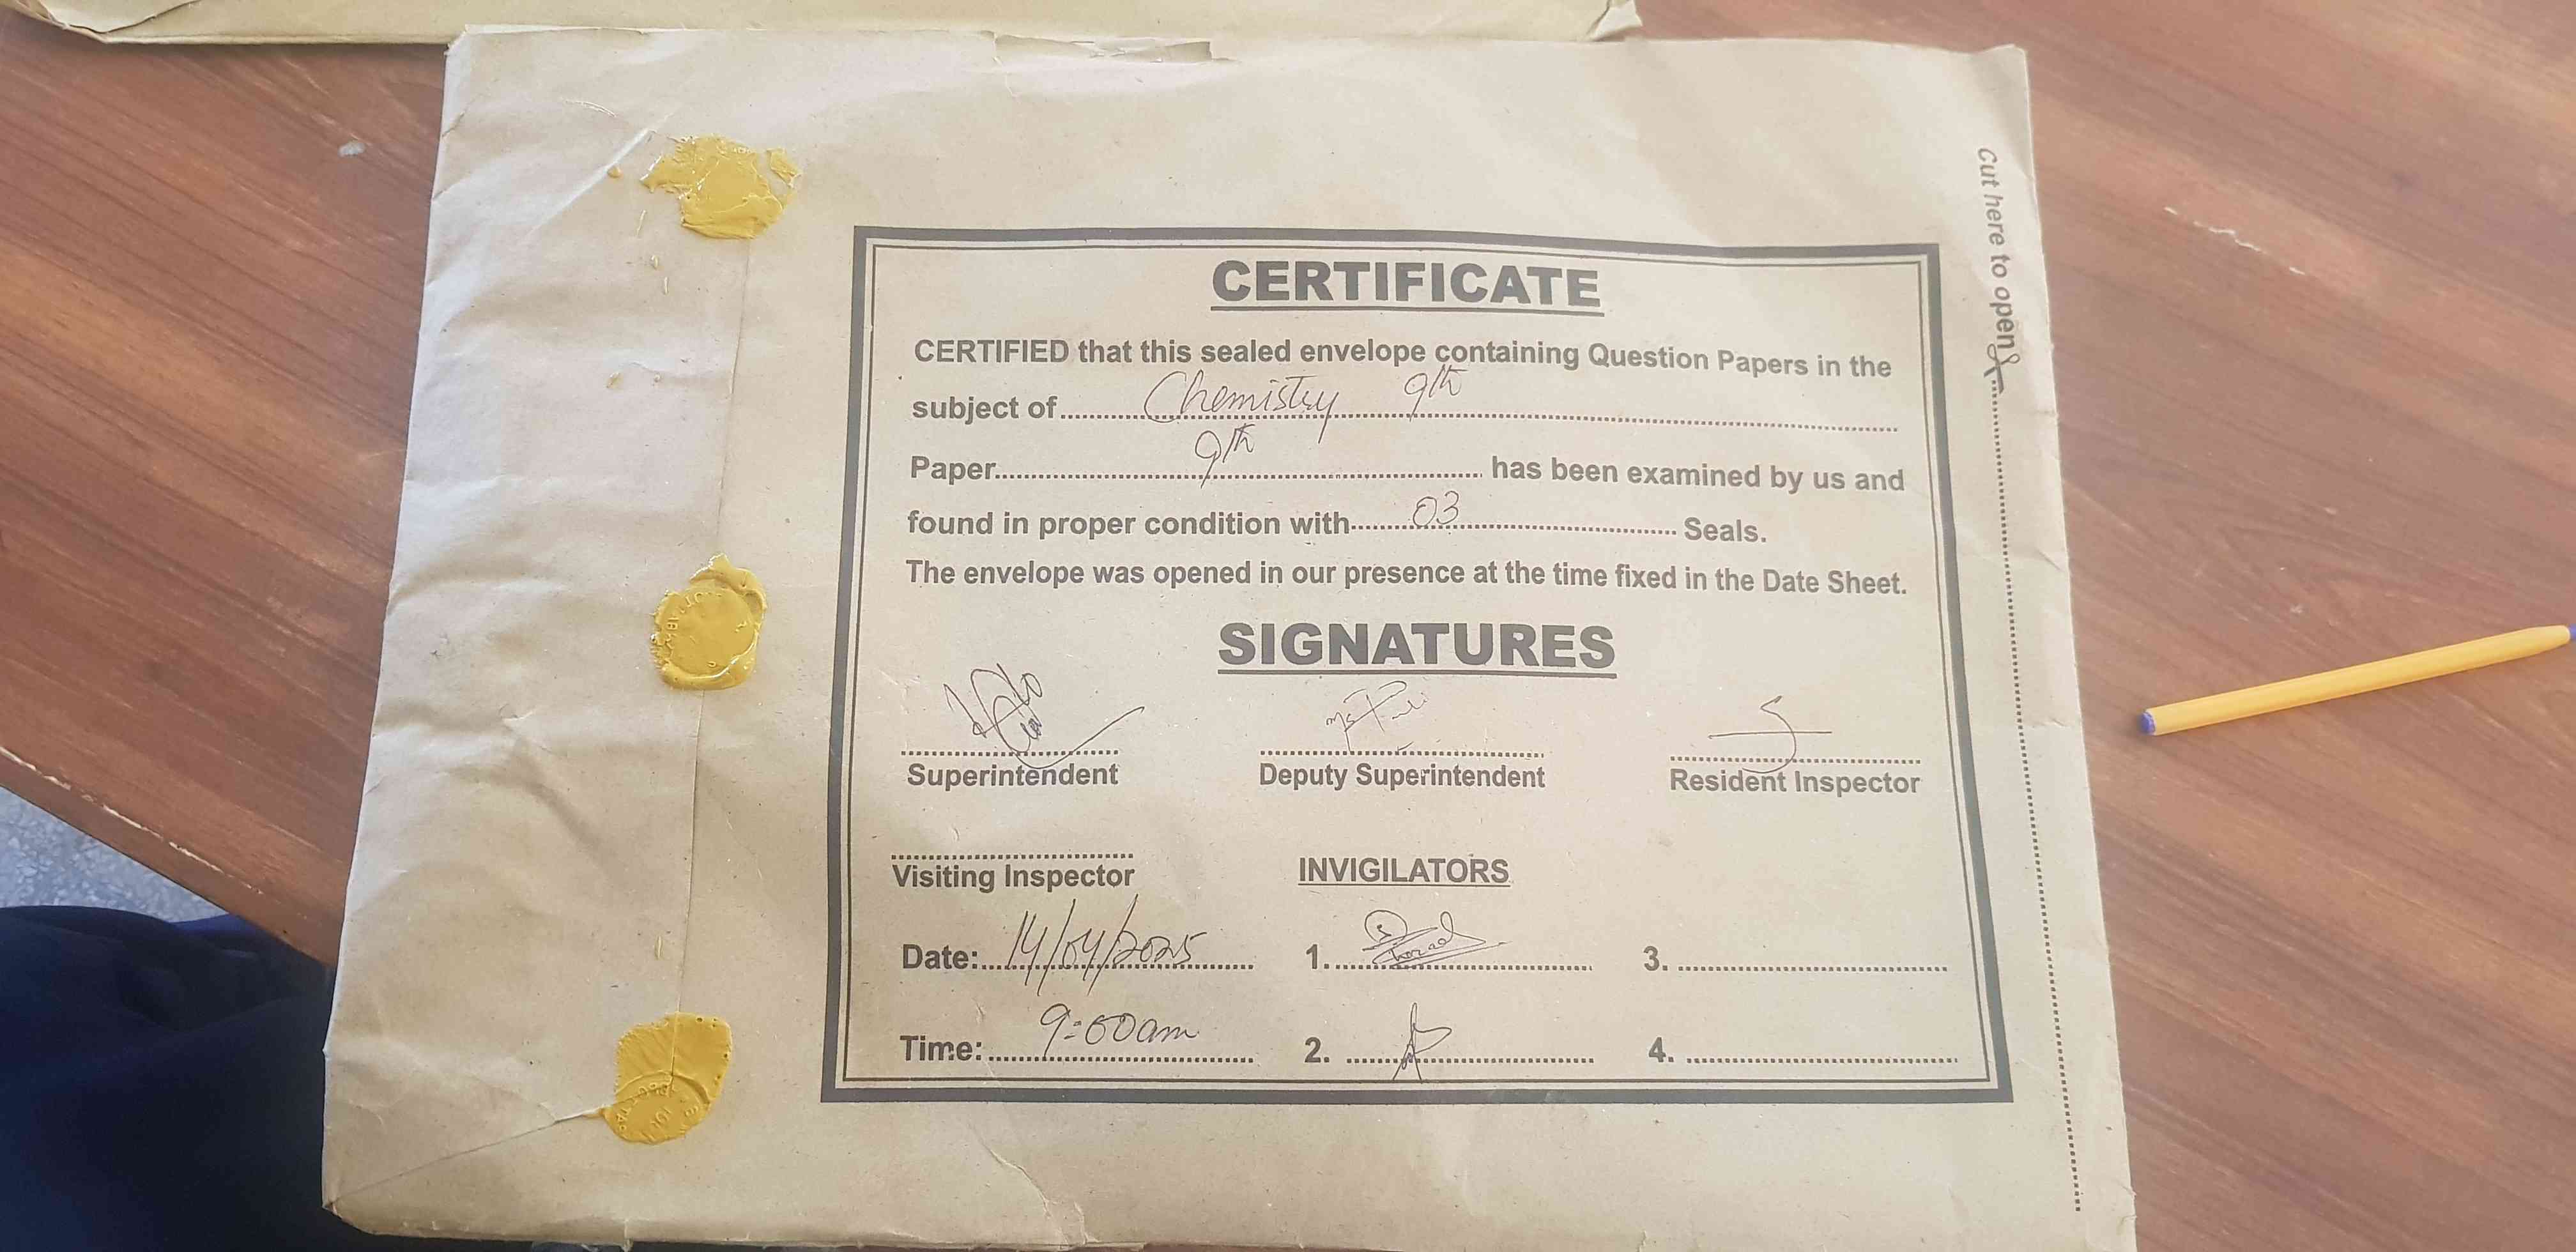 Cut here to open
CERTIFICATE
CERTIFIED that this sealed envelope containing Question Papers in the
subject of Chemistry 9th
Paper 9th has been examined by us and
found in proper condition with 03 Seals.
The envelope was opened in our presence at the time fixed in the Date Sheet.
SIGNATURES
Superintendent Deputy Superintendent Resident Inspector
Visiting Inspector INVIGILATORS
Date: 14/04/2025 1. 3.
Time: 9:00am 2. 4.